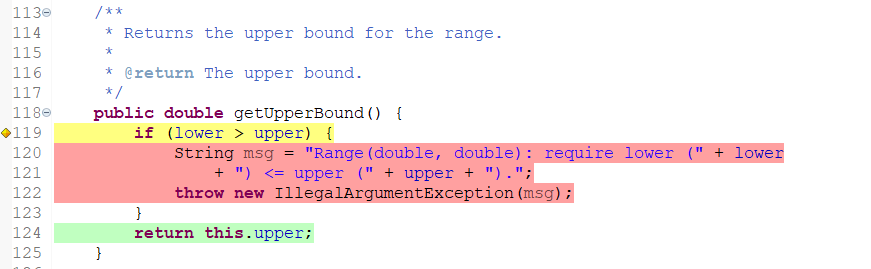 113 /**
114 * Returns the upper bound for the range.
115 *
116 * @return The upper bound.
117 */
118 public double getUpperBound() {
119 if (lower > upper) {
120 String msg = "Range(double, double): require lower (" + lower
121 + ") <= upper (" + upper + ").";
122 throw new IllegalArgumentException(msg);
123 }
124 return this.upper;
125 }